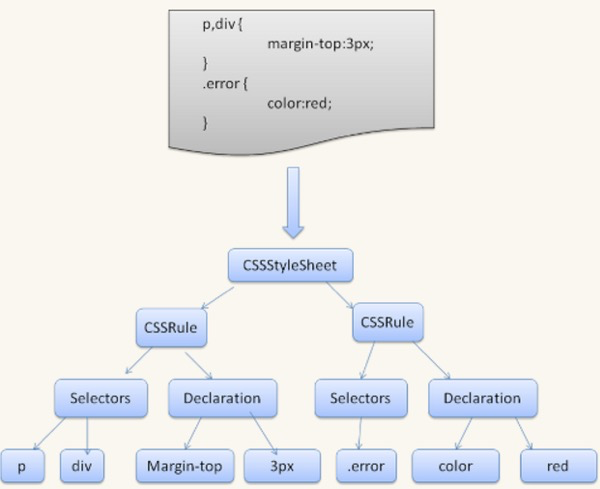 p,div {
margin-top:3px;
}
.error {
color:red;
}
CSSStyleSheet
CSSRule
CSSRule
Selectors
Declaration
Selectors
Declaration
p
div
Margin-top
3px
.error
color
red